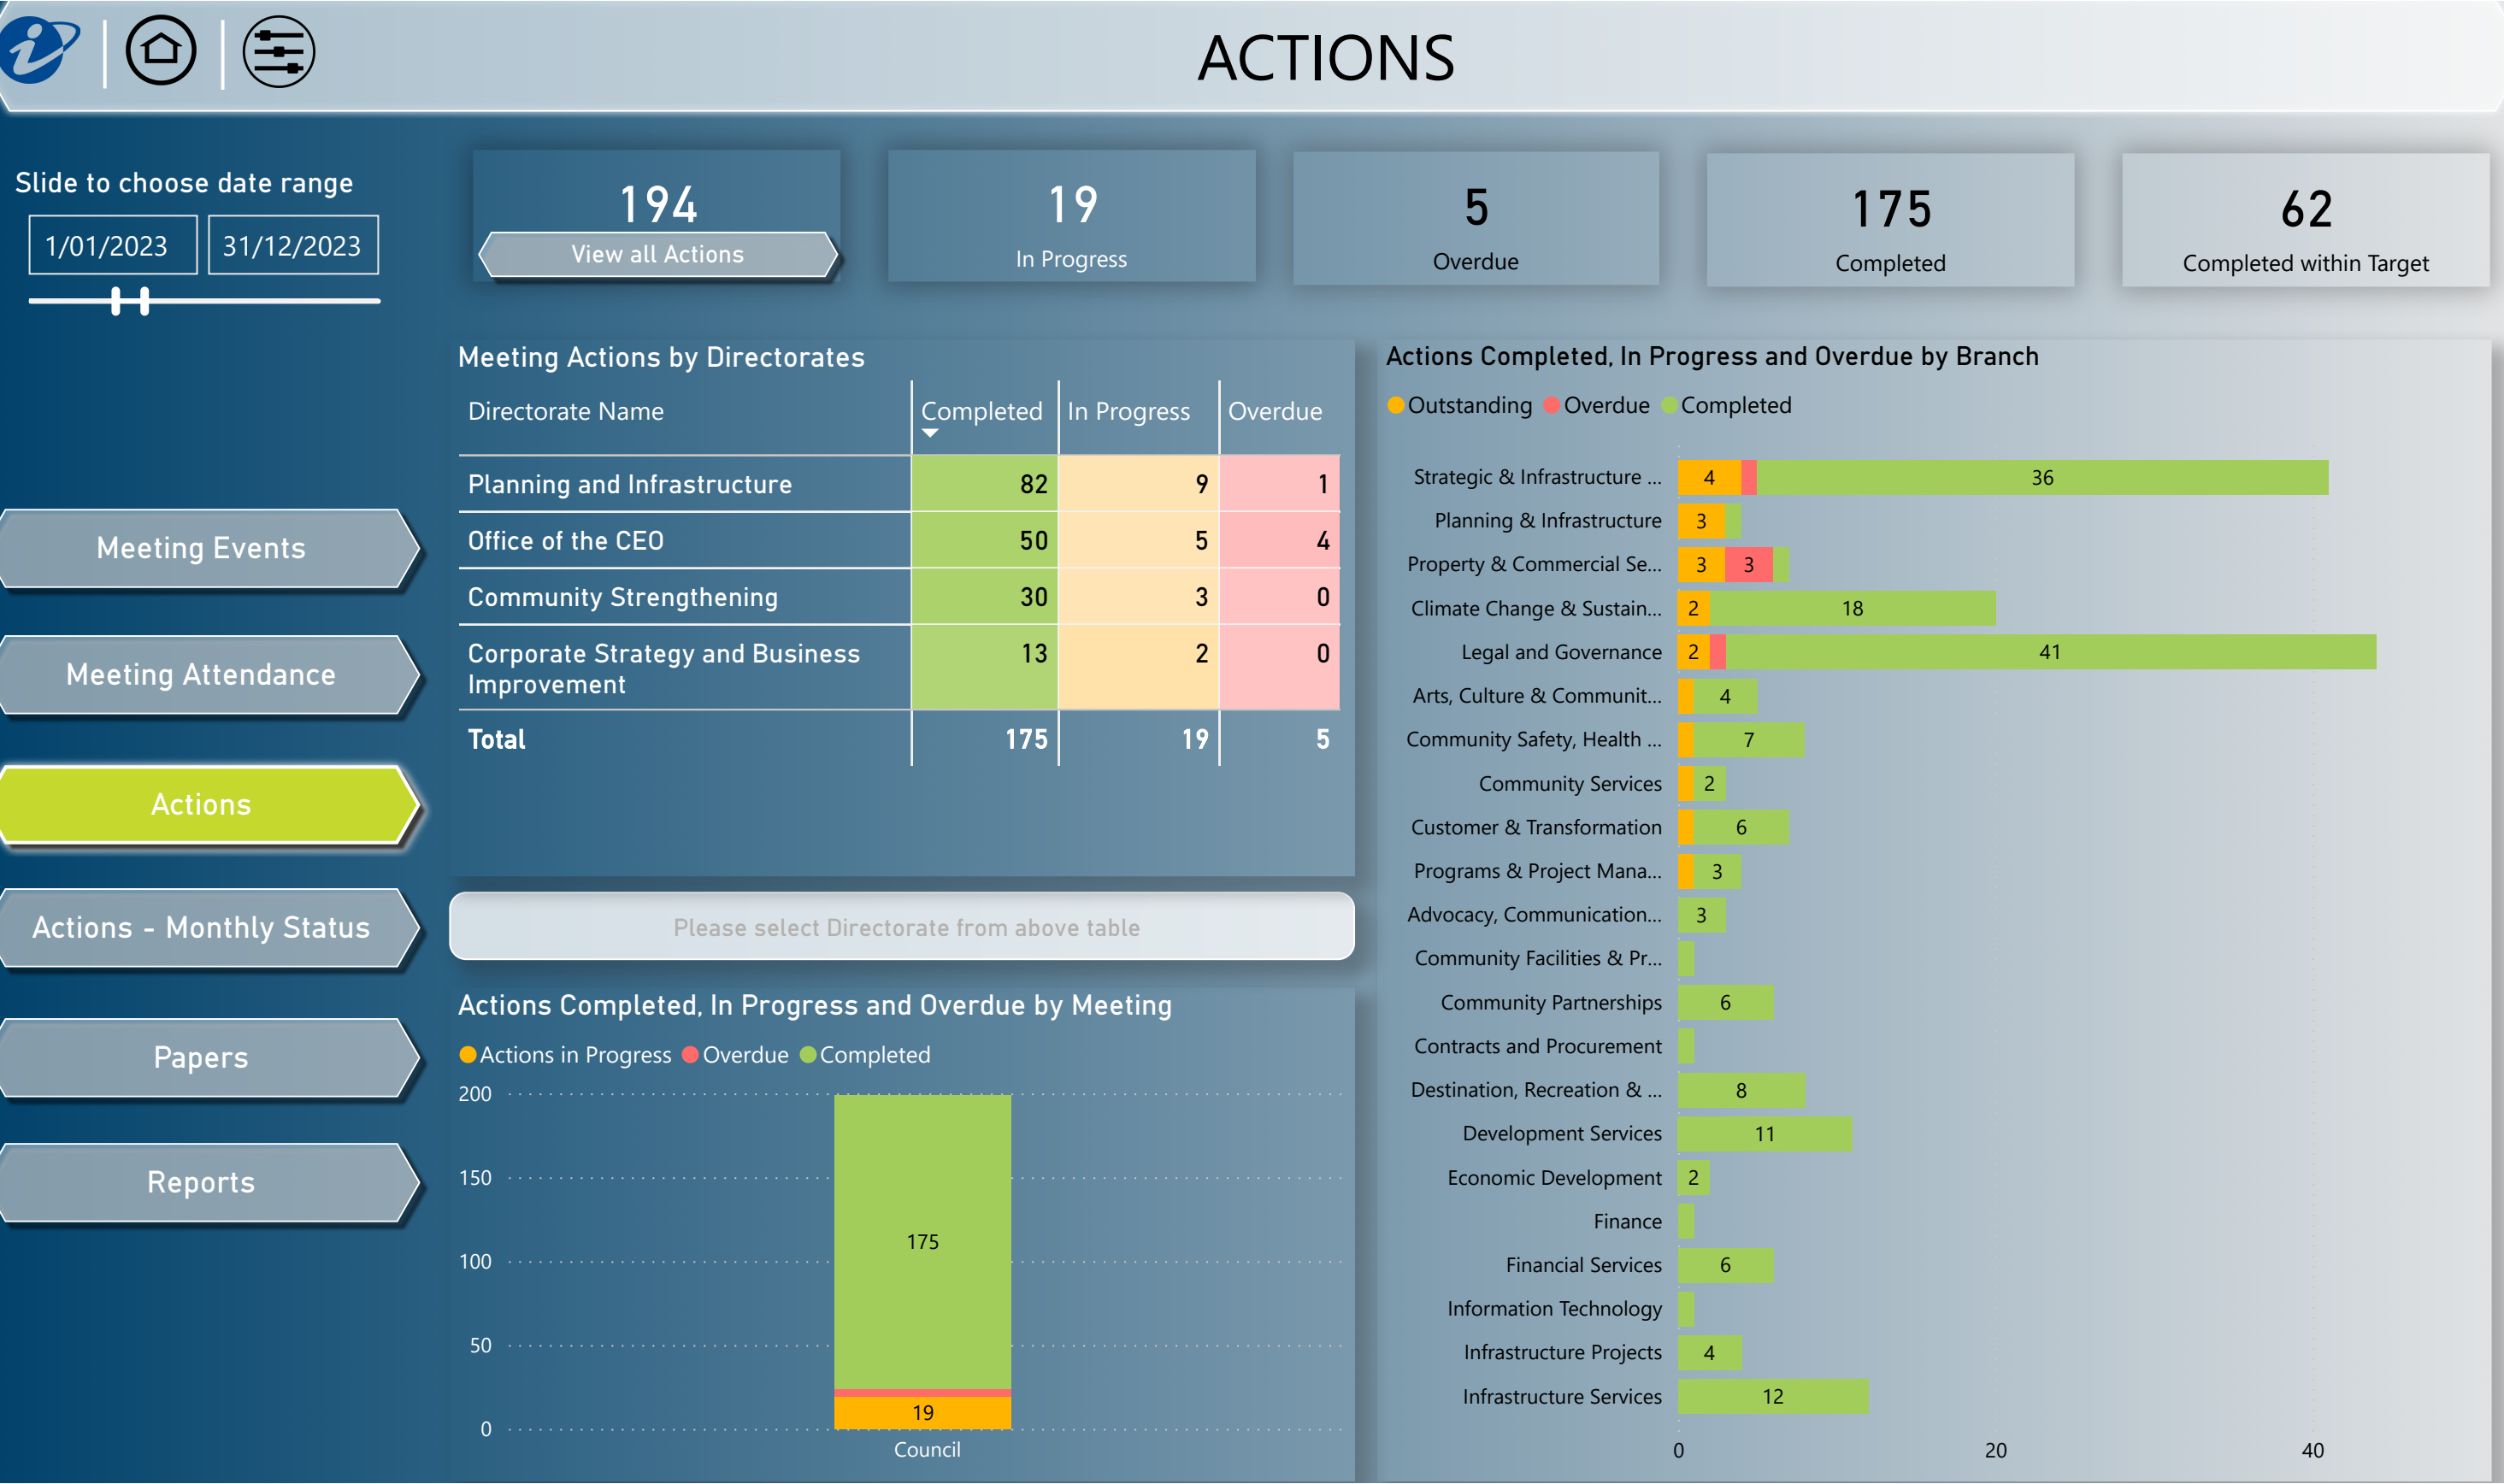 ACTIONS
Slide to choose date range
1/01/2023 31/12/2023
194
View all Actions
19
In Progress
5
Overdue
175
Completed
62
Completed within Target
Meeting Events
Meeting Attendance
Actions
Actions - Monthly Status
Papers
Reports
Meeting Actions by Directorates
Directorate Name Completed In Progress Overdue
Planning and Infrastructure 82 9 1
Office of the CEO 50 5 4
Community Strengthening 30 3 0
Corporate Strategy and Business 13 2 0
Improvement
Total 175 19 5
Please select Directorate from above table
Actions Completed, In Progress and Overdue by Meeting
Actions in Progress Overdue Completed
200
150
175
100
50
19
0
Council
Actions Completed, In Progress and Overdue by Branch
Outstanding Overdue Completed
Strategic & Infrastructure ... 4 36
Planning & Infrastructure 3
Property & Commercial Se... 3 3
Climate Change & Sustain... 2 18
Legal and Governance 2 41
Arts, Culture & Communit... 4
Community Safety, Health ... 7
Community Services 2
Customer & Transformation 6
Programs & Project Mana... 3
Advocacy, Communication... 3
Community Facilities & Pr...
Community Partnerships 6
Contracts and Procurement
Destination, Recreation & ... 8
Development Services 11
Economic Development 2
Finance
Financial Services 6
Information Technology
Infrastructure Projects 4
Infrastructure Services 12
0 20 40